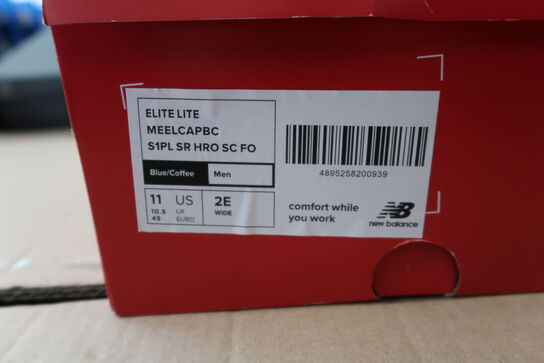 ELITE LITE
MEELCAPBC
S1PL SR HRO SC FO
Blue/Coffee Men
11 US
10.5 UK
45 EURO
2E
WIDE
4895258200939
comfort while
you work
NB
new balance